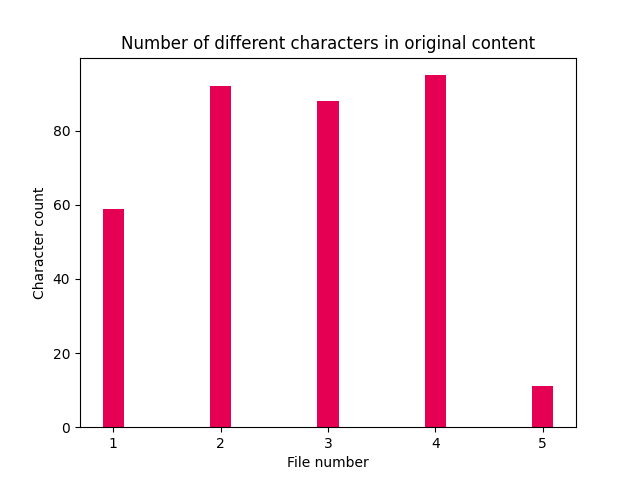 Number of different characters in original content
Character count
80
60
40
20
0
1 2 3 4 5
File number